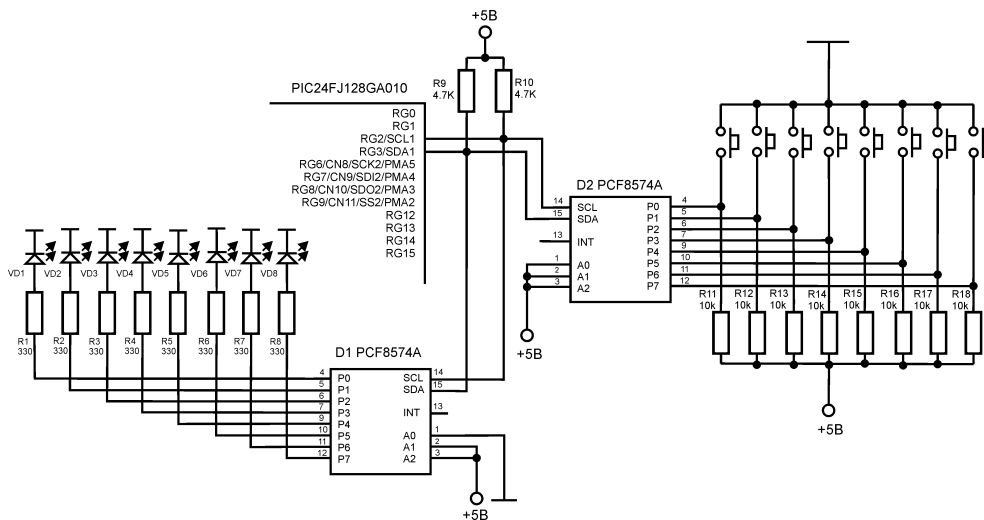 +5В
R9
4.7K
R10
4.7K
PIC24FJ128GA010
RG0
RG1
RG2/SCL1
RG3/SDA1
RG6/CN8/SCK2/PMA5
RG7/CN9/SDI2/PMA4
RG8/CN10/SDO2/PMA3
RG9/CN11/SS2/PMA2
RG12
RG13
RG14
RG15
D2 PCF8574A
14 SCL P0 4
15 SDA P1 5
P2 6
13 INT P3 7
P4 9
1 A0 P5 10
2 A1 P6 11
3 A2 P7 12
+5В
R11 R12 R13 R14 R15 R16 R17 R18
10k 10k 10k 10k 10k 10k 10k 10k
+5В
VD1 VD2 VD3 VD4 VD5 VD6 VD7 VD8
R1 R2 R3 R4 R5 R6 R7 R8
330 330 330 330 330 330 330 330
D1 PCF8574A
4 P0 SCL 14
5 P1 SDA 15
6 P2
7 P3 INT 13
9 P4
10 P5 A0 1
11 P6 A1 2
12 P7 A2 3
+5В